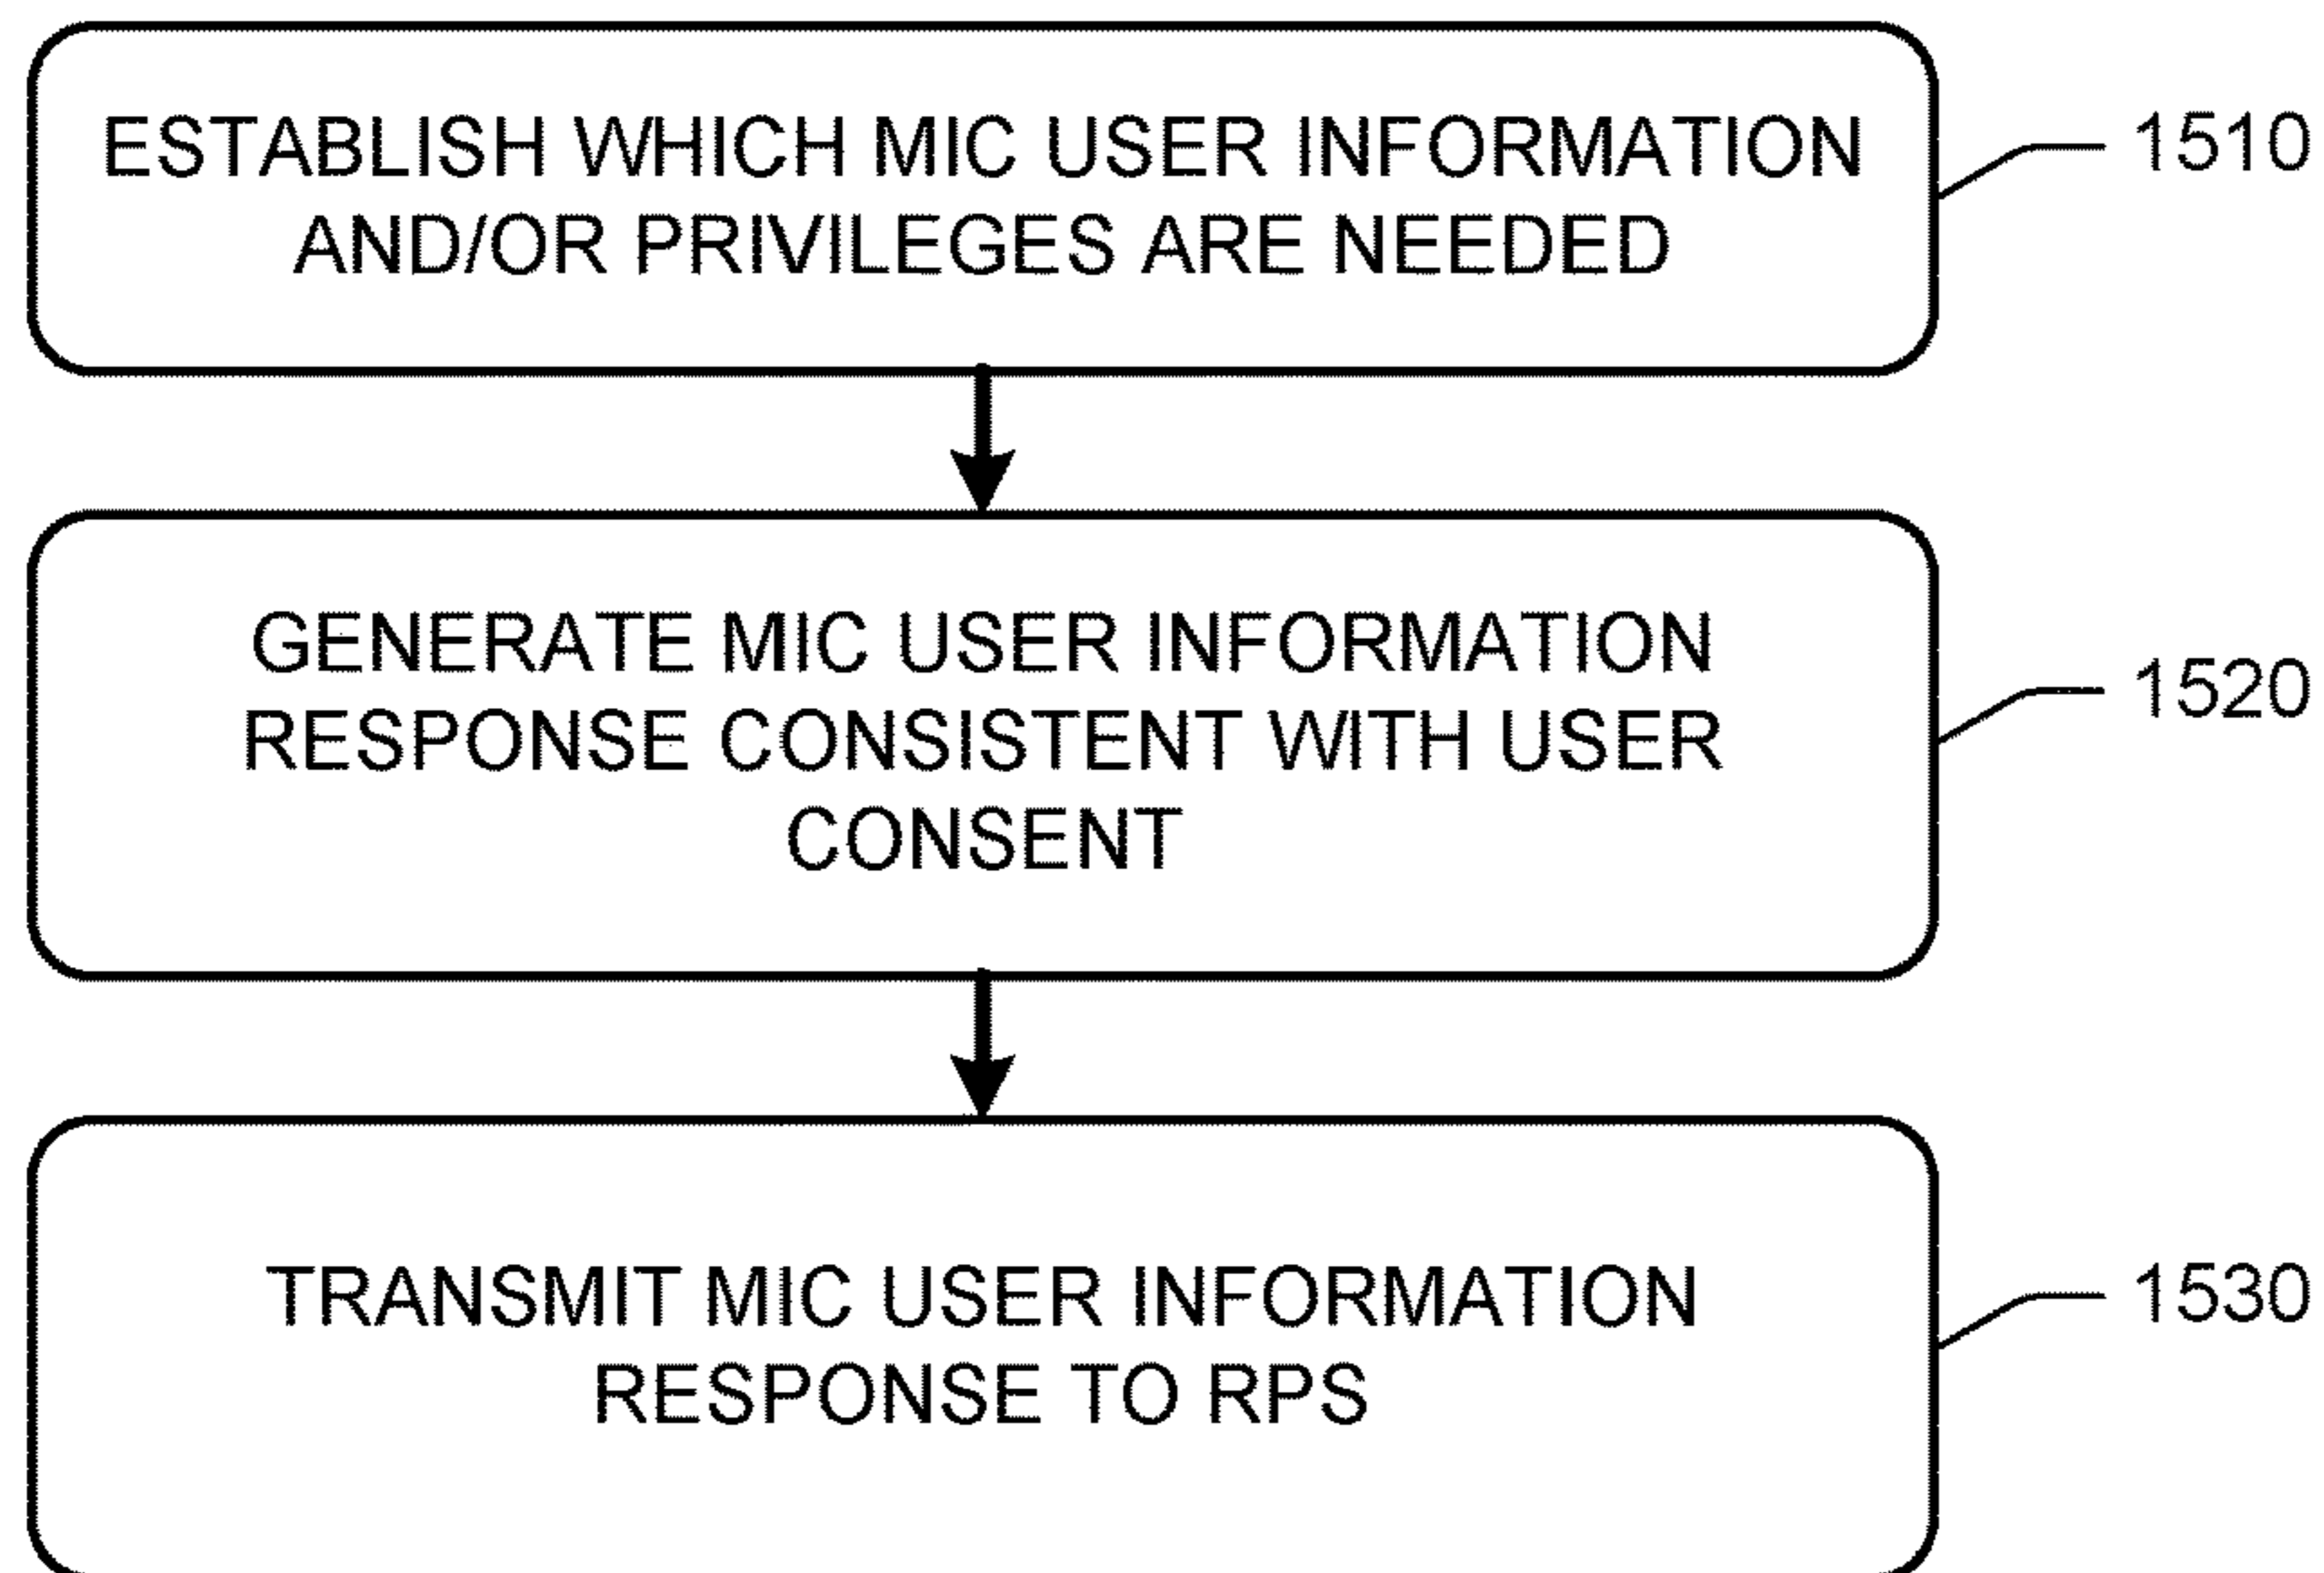 ESTABLISH WHICH MIC USER INFORMATION
AND/OR PRIVILEGES ARE NEEDED
1510
GENERATE MIC USER INFORMATION
RESPONSE CONSISTENT WITH USER
CONSENT
1520
TRANSMIT MIC USER INFORMATION
RESPONSE TO RPS
1530